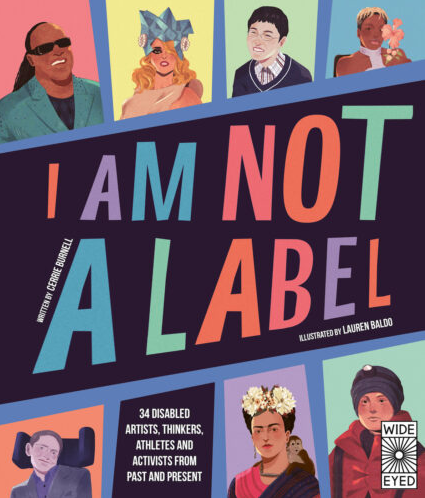 I AM NOT
A LABEL
WRITTEN BY CERRIE BURNELL
ILLUSTRATED BY LAUREN BALDO
34 DISABLED
ARTISTS, THINKERS,
ATHLETES AND
ACTIVISTS FROM
PAST AND PRESENT
WIDE
EYED